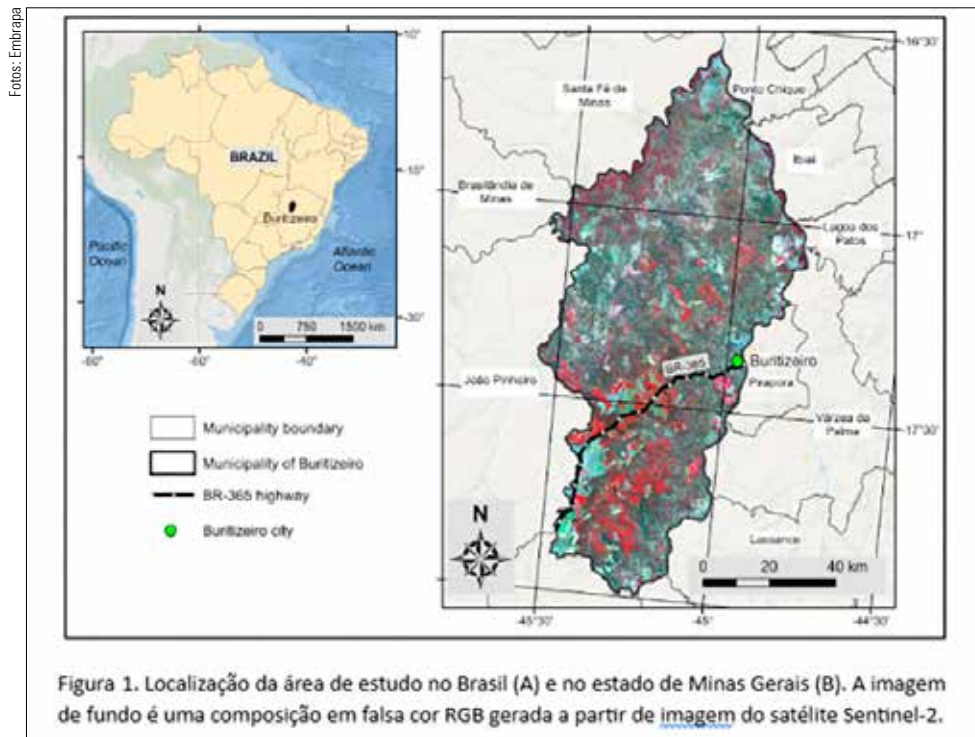 Fotos: Embrapa
-10°
BRAZIL
-15°
Buritizeiro
Pacific
Ocean
Atlantic
Ocean
N
0 750 1500 km
-30°
-80° -60° -40°
Municipality boundary
Municipality of Buritizeiro
BR-365 highway
Buritizeiro city
-16°30'
Santa Fé de
Minas
Ponto Chique
Ibiaí
Brasilândia de
Minas
Lagoa dos
Patos
-17°
BR-365
Buritizeiro
Pirapora
João Pinheiro
Várzea da
Palma
-17°30'
N
Lassance
0 20 40 km
-45°30' -45° -44°30'
Figura 1. Localização da área de estudo no Brasil (A) e no estado de Minas Gerais (B). A imagem
de fundo é uma composição em falsa cor RGB gerada a partir de imagem do satélite Sentinel-2.